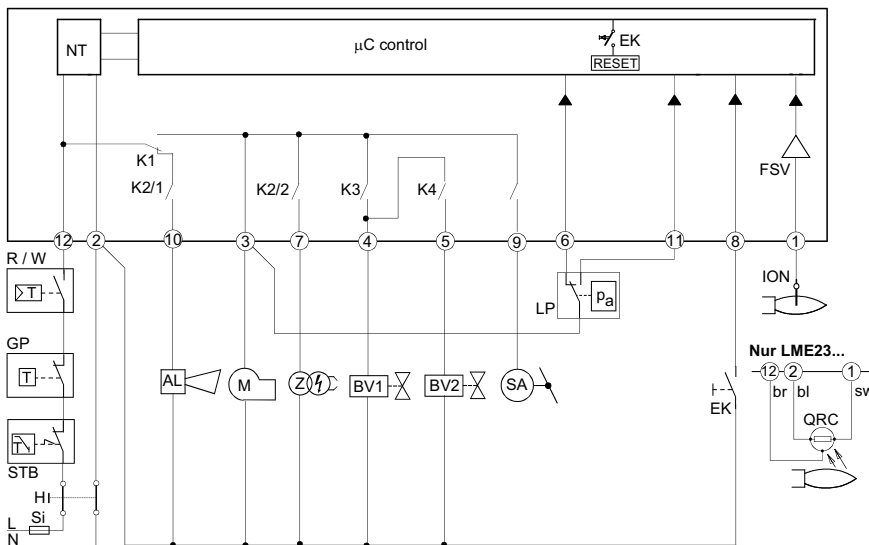 NT
µC control
EK
RESET
FSV
K1
K2/1
K2/2
K3
K4
12 2 10 3 7 4 5 9 6 11 8 1
R / W
T
LP
pa
ION
GP
T
AL
M
Z
BV1
BV2
SA
EK
Nur LME23...
12 2 1
br bl sw
QRC
T
STB
H
L
Si
N